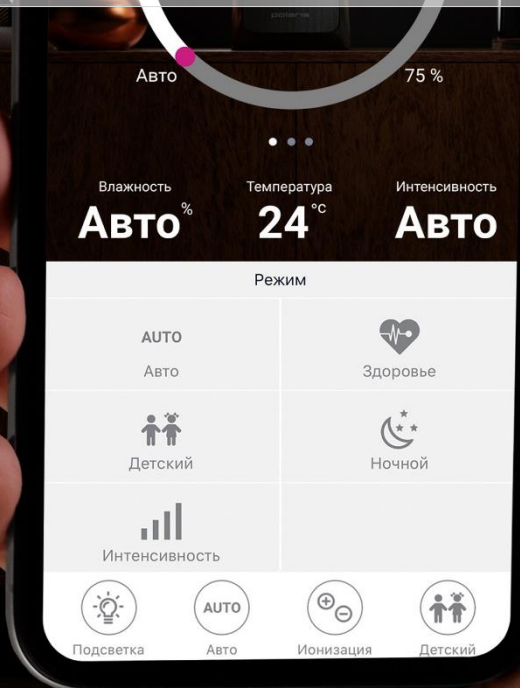 polaris
Авто 75 %
Влажность Температура Интенсивность
Авто% 24°C Авто
Режим
AUTO
Авто Здоровье
Детский Ночной
Интенсивность
AUTO
Подсветка Авто Ионизация Детский